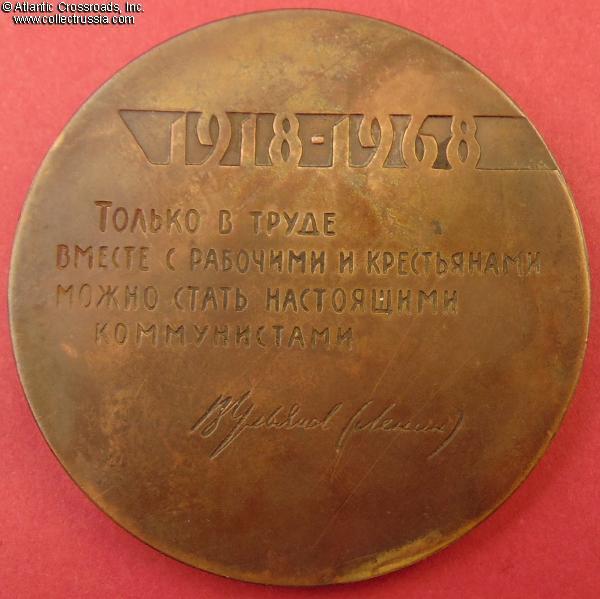 © Atlantic Crossroads, Inc.
www.collectrussia.com
1918-1968
Только в труде
вместе с рабочими и крестьянами
можно стать настоящими
коммунистами
В Ульянов (Ленин)